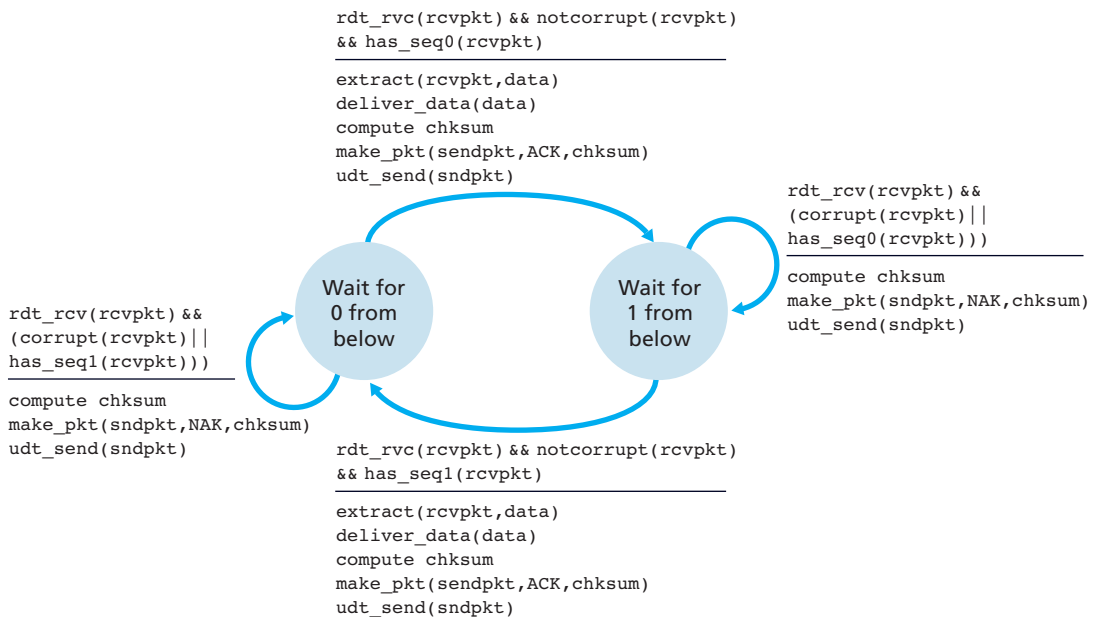 rdt_rvc(rcvpkt) && notcorrupt(rcvpkt)
&& has_seq0(rcvpkt)
extract(rcvpkt,data)
deliver_data(data)
compute chksum
make_pkt(sendpkt,ACK,chksum)
udt_send(sndpkt)
rdt_rcv(rcvpkt) &&
(corrupt(rcvpkt)||
has_seq0(rcvpkt)))
compute chksum
make_pkt(sndpkt,NAK,chksum)
udt_send(sndpkt)
Wait for
0 from
below
Wait for
1 from
below
rdt_rcv(rcvpkt) &&
(corrupt(rcvpkt)||
has_seq1(rcvpkt)))
compute chksum
make_pkt(sndpkt,NAK,chksum)
udt_send(sndpkt)
rdt_rvc(rcvpkt) && notcorrupt(rcvpkt)
&& has_seq1(rcvpkt)
extract(rcvpkt,data)
deliver_data(data)
compute chksum
make_pkt(sendpkt,ACK,chksum)
udt_send(sndpkt)